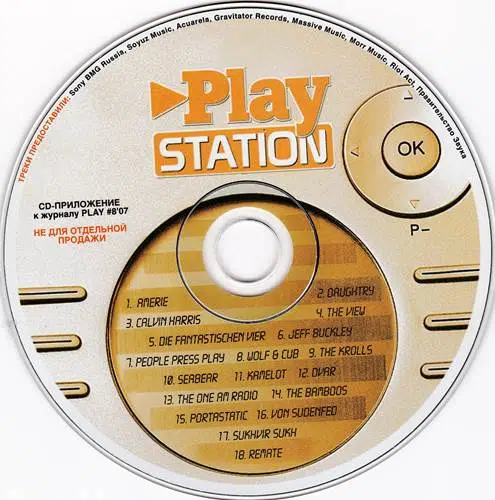 ТРЕКИ ПРЕДОСТАВИЛИ: Sony BMG Russia, Soyuz Music, Acuarela, Gravitator Records, Massive Music, Morr Music, Riot Act, Правительство Звука
Play
STATION
OK
P-
CD-ПРИЛОЖЕНИЕ
к журналу PLAY #8'07
НЕ ДЛЯ ОТДЕЛЬНОЙ
ПРОДАЖИ
1. AMERIE 2. DAUGHTRY
3. CALVIN HARRIS 4. THE VIEW
5. DIE FANTASTISCHEN VIER 6. JEFF BUCKLEY
7. PEOPLE PRESS PLAY 8. WOLF & CUB 9. THE KROLLS
10. SEABEAR 11. KAMELOT 12. DVAR
13. THE ONE AM RADIO 14. THE BAMBOOS
15. PORTASTATIC 16. VON SUDENFED
17. SUKHVIR SUKH
18. REMATE